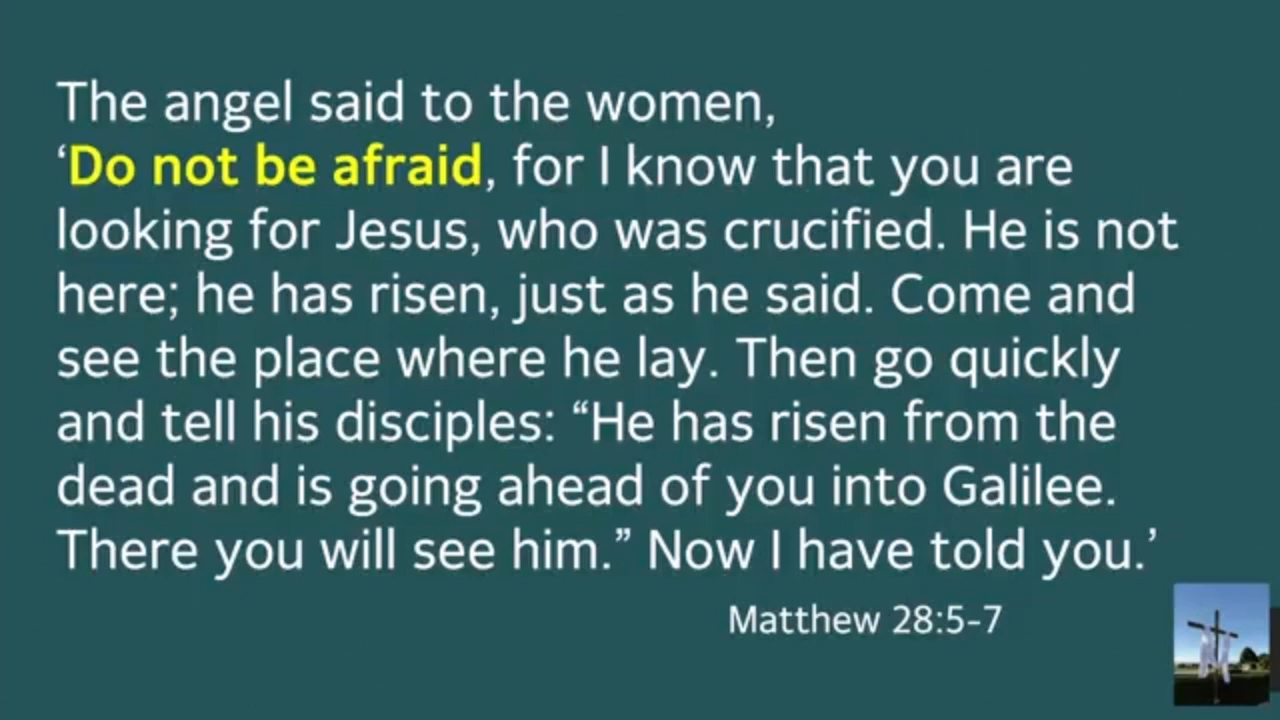 The angel said to the women,
‘Do not be afraid, for I know that you are
looking for Jesus, who was crucified. He is not
here; he has risen, just as he said. Come and
see the place where he lay. Then go quickly
and tell his disciples: “He has risen from the
dead and is going ahead of you into Galilee.
There you will see him.” Now I have told you.’
Matthew 28:5-7